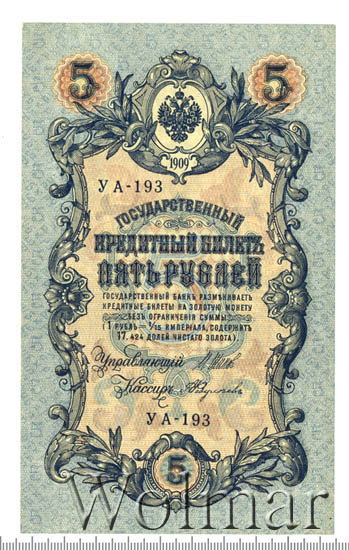 5 5
1909
УА-193
ГОСУДАРСТВЕННЫЙ
КРЕДИТНЫЙ БИЛЕТЪ
ПЯТЬ РУБЛЕЙ
ГОСУДАРСТВЕННЫЙ БАНКЪ РАЗМѢНИВАЕТЪ
КРЕДИТНЫЕ БИЛЕТЫ НА ЗОЛОТУЮ МОНЕТУ
БЕЗЪ ОГРАНИЧЕНІЯ СУММЫ
(1 РУБЛЬ = 1/15 ИМПЕРІАЛА, СОДЕРЖИТЪ
17,424 ДОЛЕЙ ЧИСТАГО ЗОЛОТА)
Управляющій
Кассиръ
УА-193
5
Wolmar